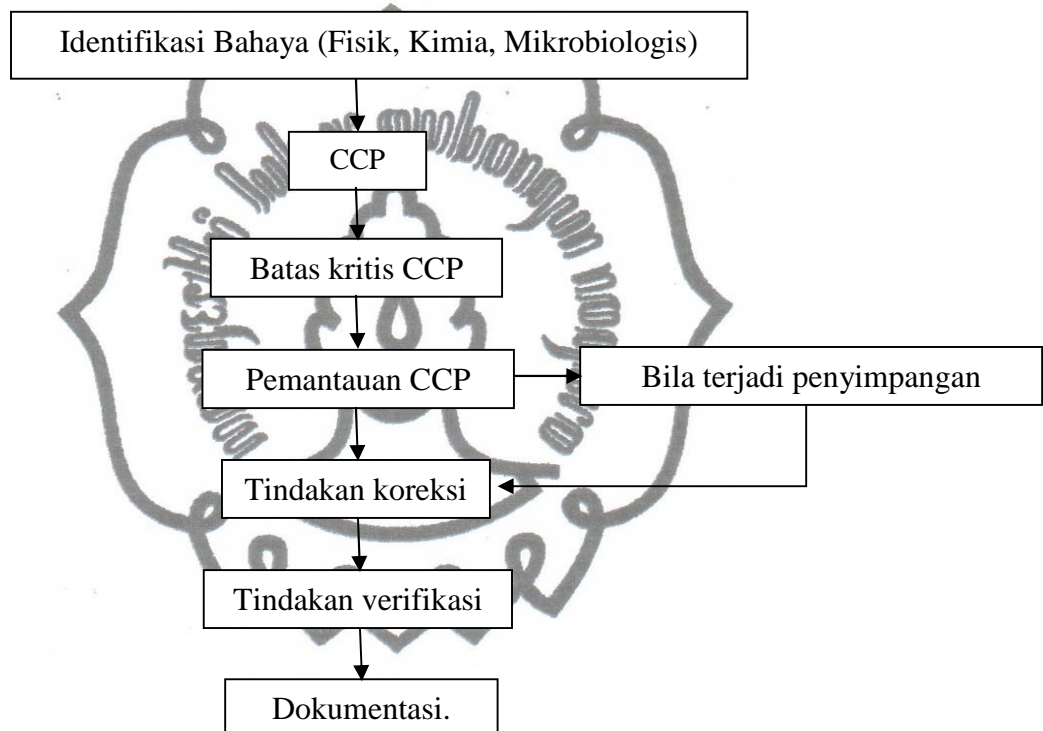 Identifikasi Bahaya (Fisik, Kimia, Mikrobiologis)
CCP
Batas kritis CCP
Pemantauan CCP
Bila terjadi penyimpangan
Tindakan koreksi
Tindakan verifikasi
Dokumentasi.